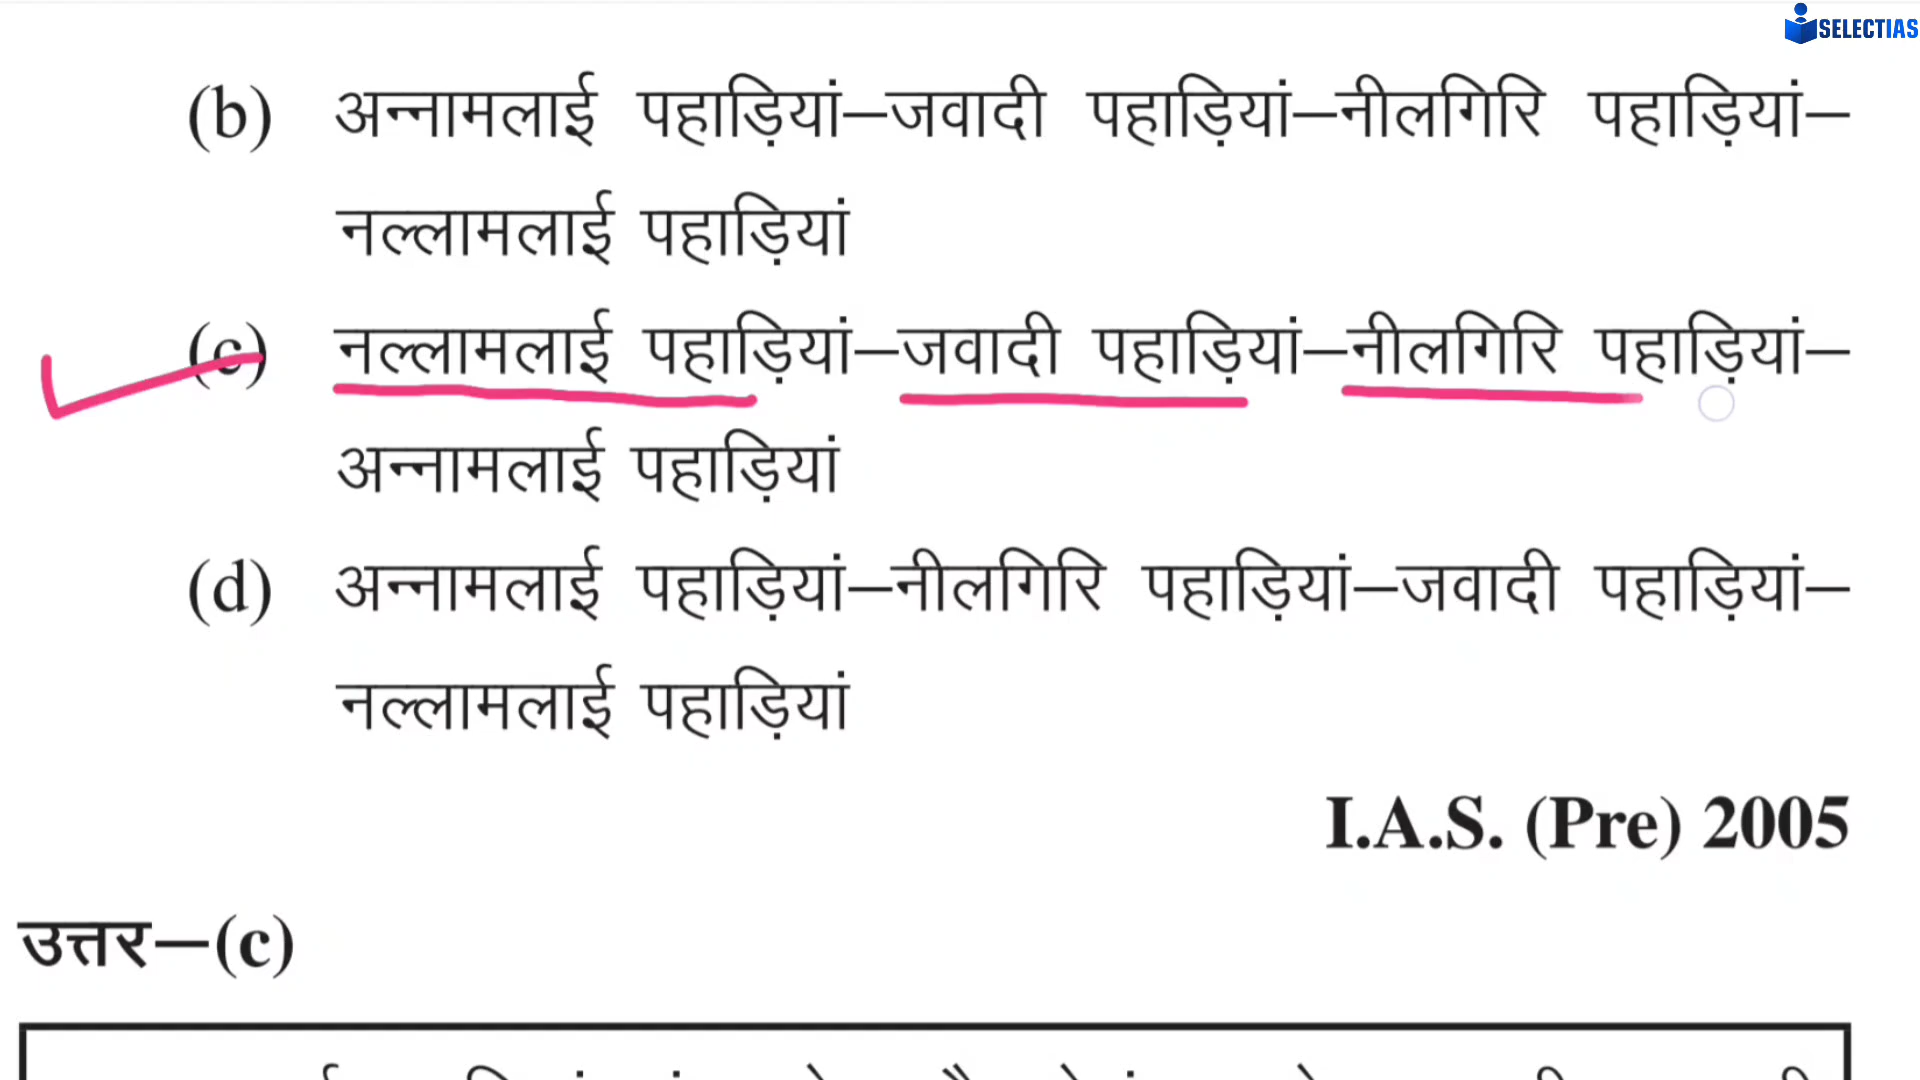 SELECTIAS
(b) अन्नामलाई पहाड़ियां–जवादी पहाड़ियां–नीलगिरि पहाड़ियां–
नल्लामलाई पहाड़ियां
(c) नल्लामलाई पहाड़ियां–जवादी पहाड़ियां–नीलगिरि पहाड़ियां–
अन्नामलाई पहाड़ियां
(d) अन्नामलाई पहाड़ियां–नीलगिरि पहाड़ियां–जवादी पहाड़ियां–
नल्लामलाई पहाड़ियां
I.A.S. (Pre) 2005
उत्तर–(c)